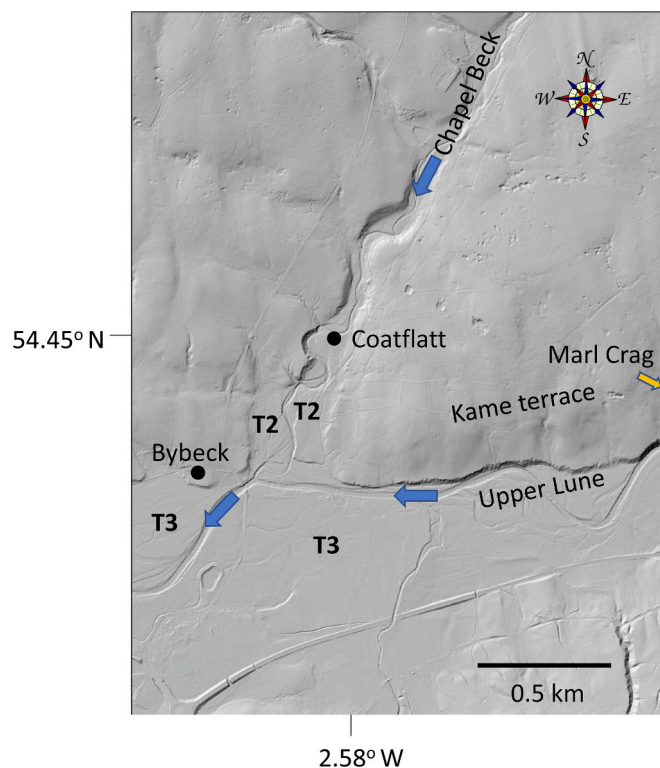 Chapel Beck
N
W E
S
54.45° N
Coatflatt
Marl Crag
Kame terrace
T2
T2
Bybeck
Upper Lune
T3
T3
0.5 km
2.58° W